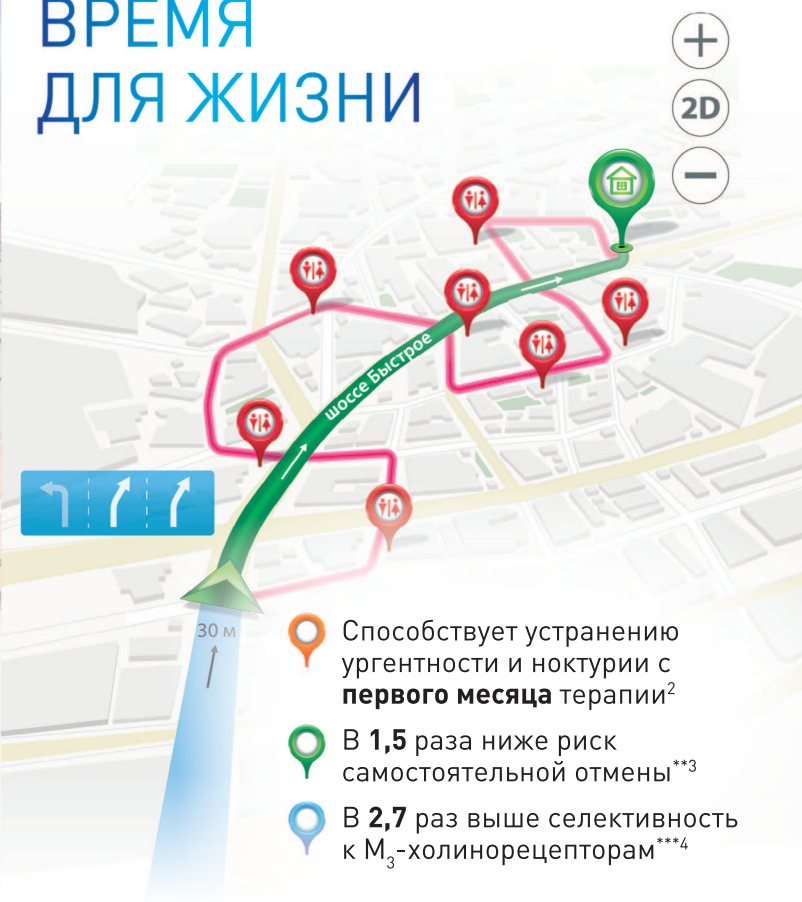 ВРЕМЯ
ДЛЯ ЖИЗНИ
2D
шоссе Быстрое
30 м
Способствует устранению
ургентности и ноктурии с
первого месяца терапии²
В 1,5 раза ниже риск
самостоятельной отмены**³
В 2,7 раз выше селективность
к М₃-холинорецепторам***⁴